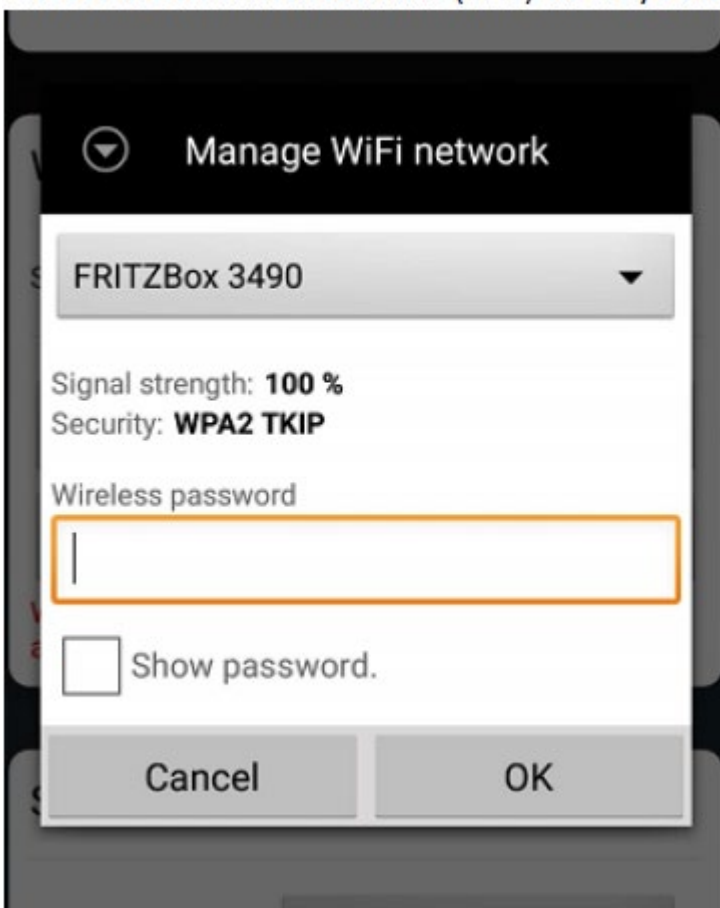 Manage WiFi network
FRITZBox 3490
Signal strength: 100 %
Security: WPA2 TKIP
Wireless password
Show password.
Cancel
OK